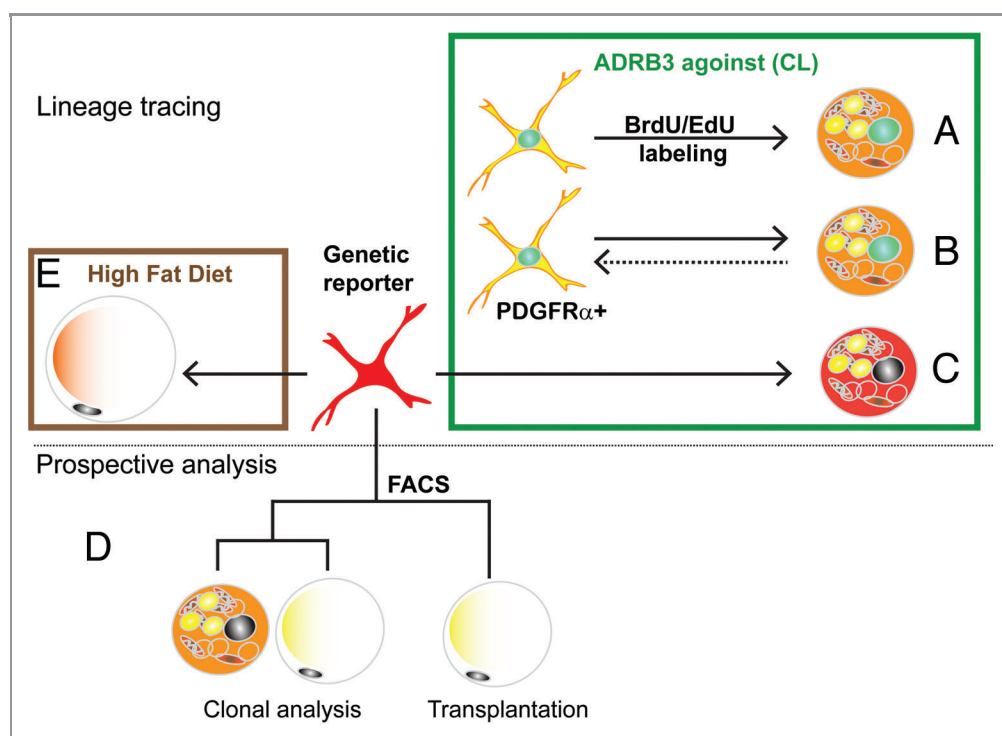 ADRB3 agoinst (CL)
Lineage tracing
BrdU/EdU
labeling
A
B
PDGFRα+
E
High Fat Diet
Genetic
reporter
C
Prospective analysis
FACS
D
Clonal analysis
Transplantation